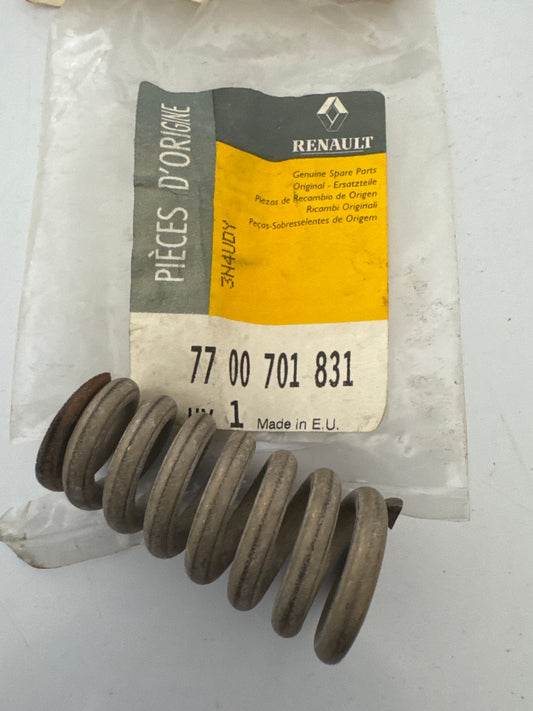 PIÈCES D'ORIGINE
RENAULT
Genuine Spare Parts
Original - Ersatzteile
Piezas de Recambio de Origen
Ricambi Originali
Peças-Sobresselentes de Origem
3N4UDY
77 00 701 831
1 Made in E.U.